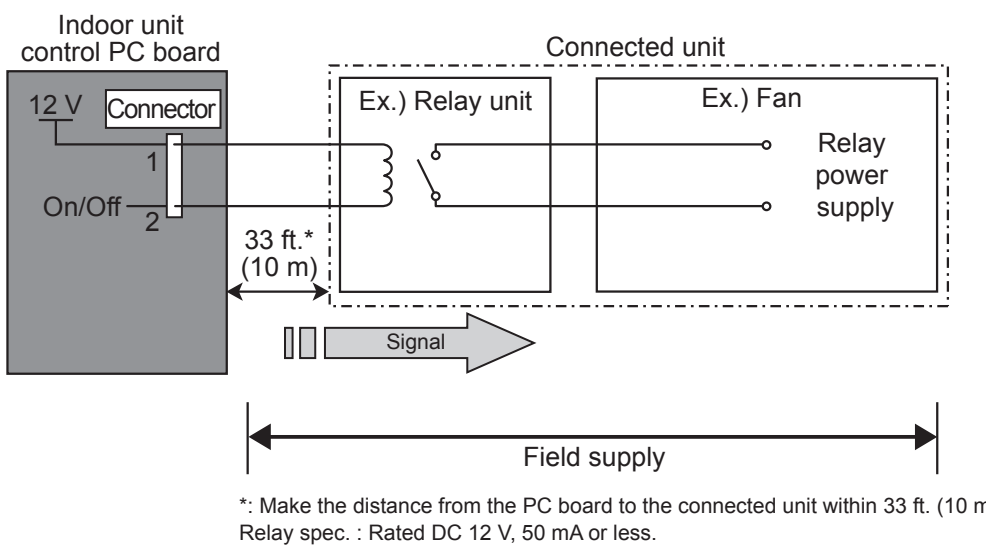 Indoor unit
control PC board
Connected unit
12 V
Connector
Ex.) Relay unit
Ex.) Fan
1
Relay
power
supply
On/Off
2
33 ft.*
(10 m)
Signal
Field supply
*: Make the distance from the PC board to the connected unit within 33 ft. (10 m
Relay spec. : Rated DC 12 V, 50 mA or less.